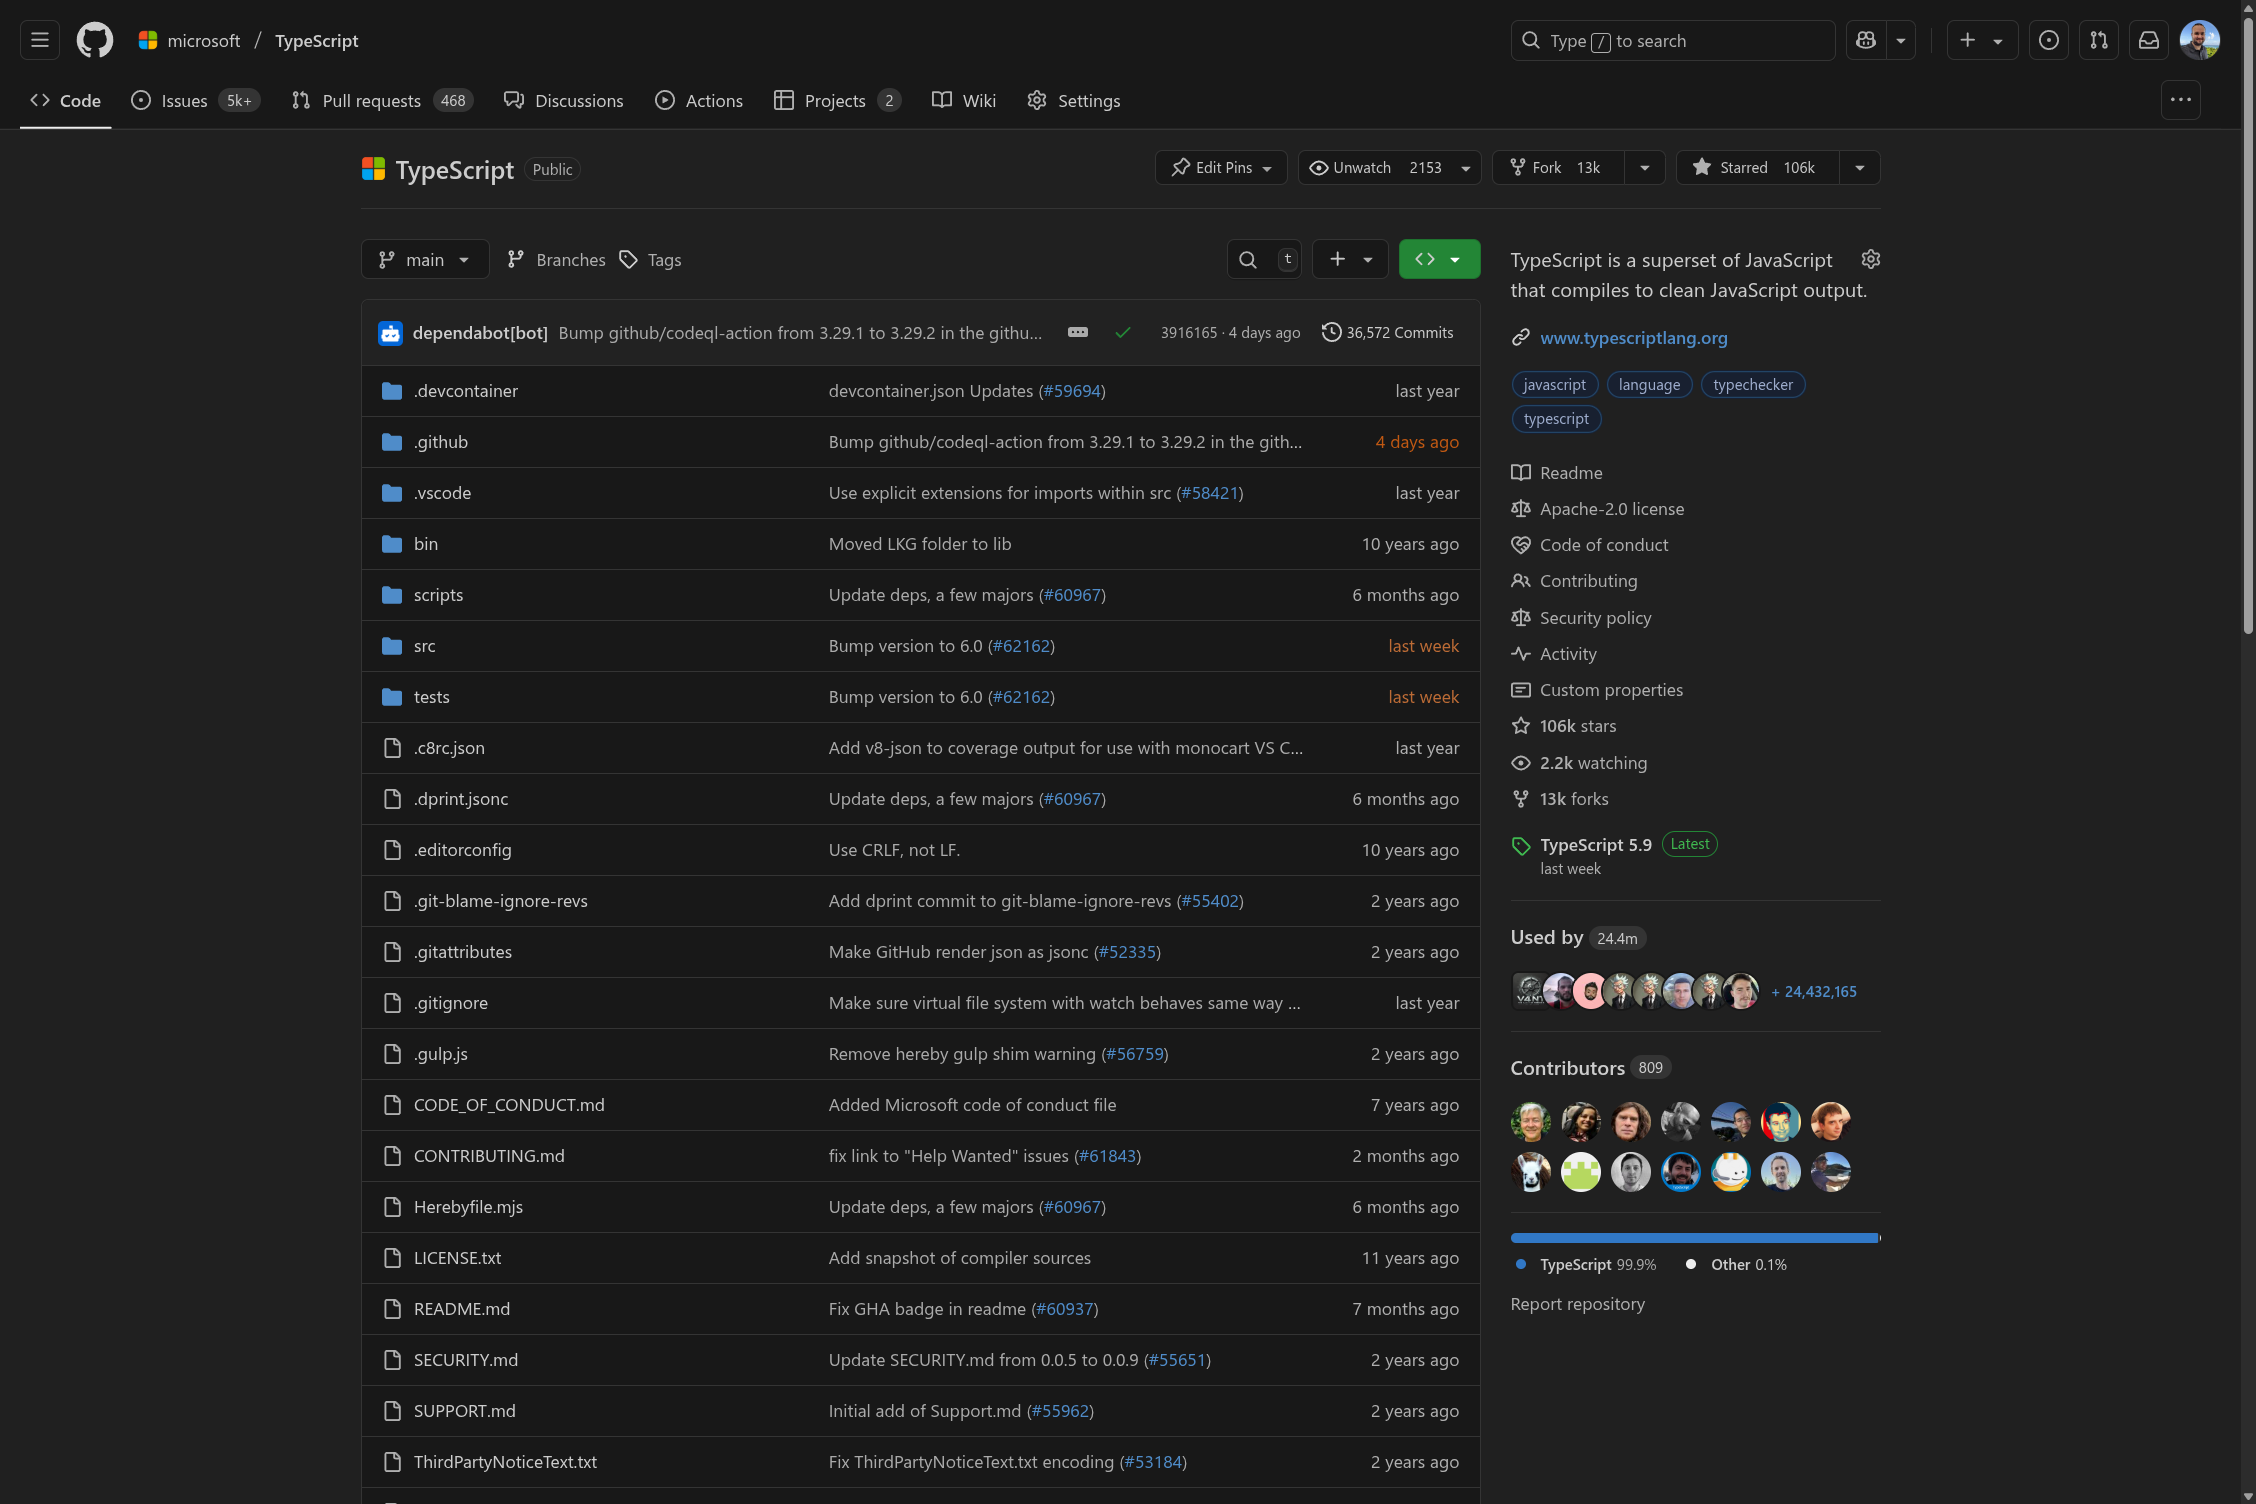 microsoft / TypeScript
Type / to search
Code
Issues 5k+
Pull requests 468
Discussions
Actions
Projects 2
Wiki
Settings
TypeScript Public
Edit Pins
Unwatch 2153
Fork 13k
Starred 106k
main
Branches
Tags
t
dependabot[bot] Bump github/codeql-action from 3.29.1 to 3.29.2 in the githu... 3916165 · 4 days ago 36,572 Commits
.devcontainer devcontainer.json Updates (#59694) last year
.github Bump github/codeql-action from 3.29.1 to 3.29.2 in the gith... 4 days ago
.vscode Use explicit extensions for imports within src (#58421) last year
bin Moved LKG folder to lib 10 years ago
scripts Update deps, a few majors (#60967) 6 months ago
src Bump version to 6.0 (#62162) last week
tests Bump version to 6.0 (#62162) last week
.c8rc.json Add v8-json to coverage output for use with monocart VS C... last year
.dprint.jsonc Update deps, a few majors (#60967) 6 months ago
.editorconfig Use CRLF, not LF. 10 years ago
.git-blame-ignore-revs Add dprint commit to git-blame-ignore-revs (#55402) 2 years ago
.gitattributes Make GitHub render json as jsonc (#52335) 2 years ago
.gitignore Make sure virtual file system with watch behaves same way ... last year
.gulp.js Remove hereby gulp shim warning (#56759) 2 years ago
CODE_OF_CONDUCT.md Added Microsoft code of conduct file 7 years ago
CONTRIBUTING.md fix link to "Help Wanted" issues (#61843) 2 months ago
Herebyfile.mjs Update deps, a few majors (#60967) 6 months ago
LICENSE.txt Add snapshot of compiler sources 11 years ago
README.md Fix GHA badge in readme (#60937) 7 months ago
SECURITY.md Update SECURITY.md from 0.0.5 to 0.0.9 (#55651) 2 years ago
SUPPORT.md Initial add of Support.md (#55962) 2 years ago
ThirdPartyNoticeText.txt Fix ThirdPartyNoticeText.txt encoding (#53184) 2 years ago
TypeScript is a superset of JavaScript
that compiles to clean JavaScript output.
www.typescriptlang.org
javascript language typechecker
typescript
Readme
Apache-2.0 license
Code of conduct
Contributing
Security policy
Activity
Custom properties
106k stars
2.2k watching
13k forks
TypeScript 5.9 Latest
last week
Used by 24.4m
+ 24,432,165
Contributors 809
TypeScript 99.9% Other 0.1%
Report repository